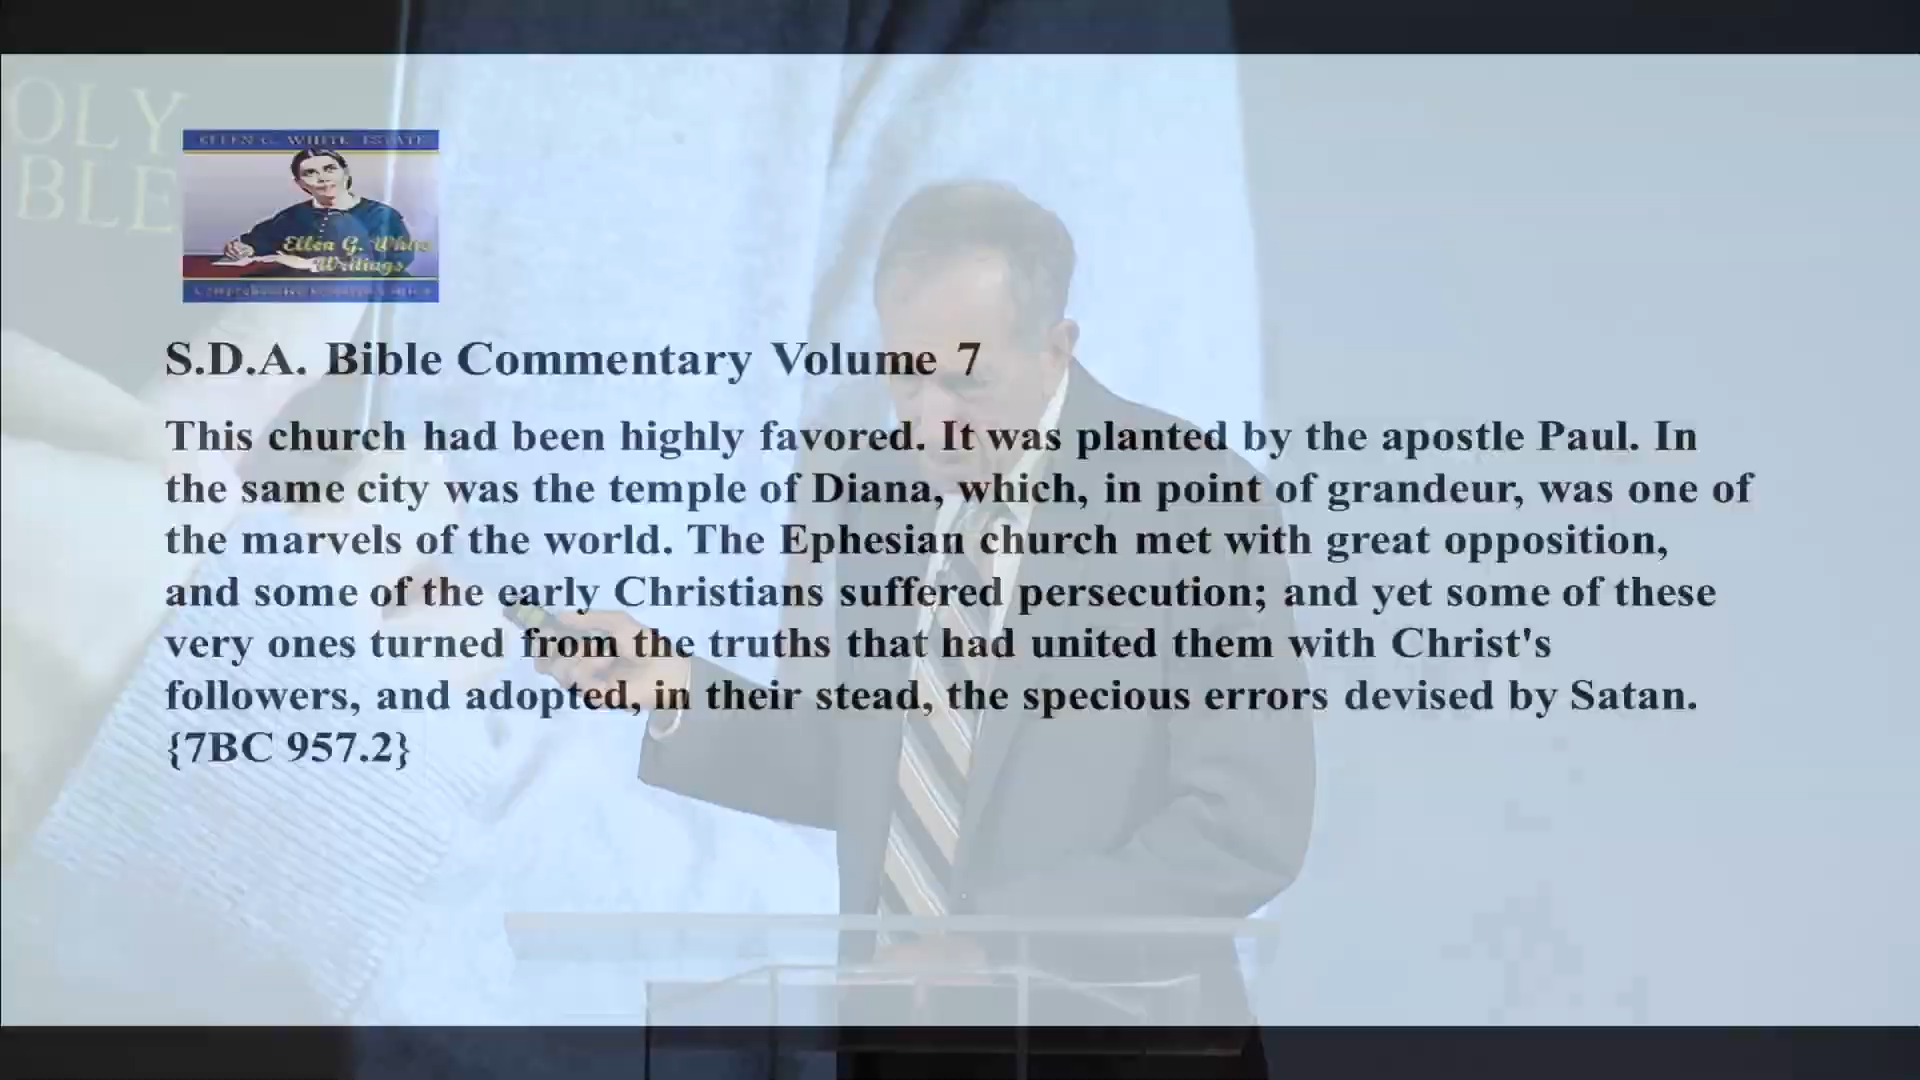 OLY
BLE
ELLEN G. WHITE ESTATE
Ellen G. White
Writings
S.D.A. Bible Commentary Volume 7
This church had been highly favored. It was planted by the apostle Paul. In
the same city was the temple of Diana, which, in point of grandeur, was one of
the marvels of the world. The Ephesian church met with great opposition,
and some of the early Christians suffered persecution; and yet some of these
very ones turned from the truths that had united them with Christ's
followers, and adopted, in their stead, the specious errors devised by Satan.
{7BC 957.2}